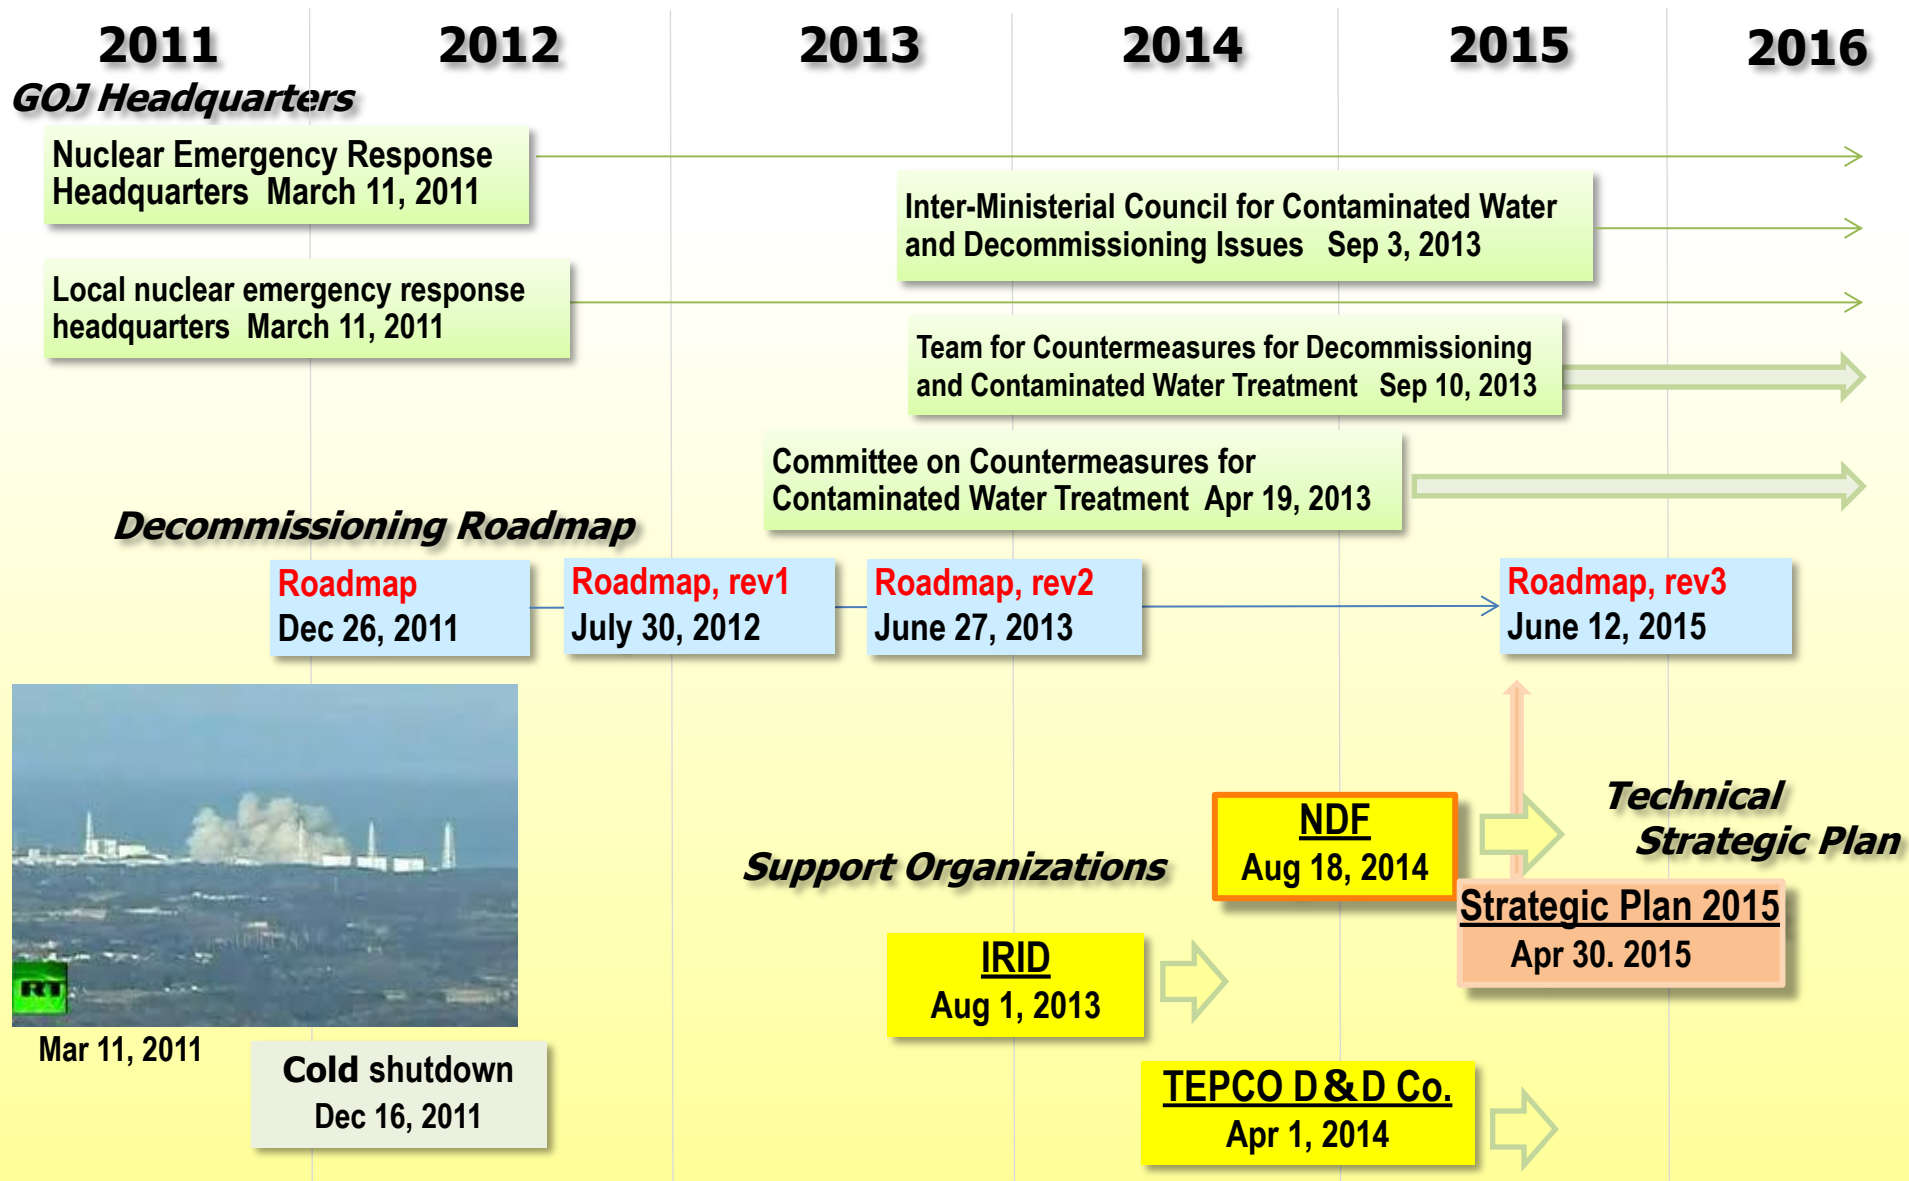 2011 2012 2013 2014 2015 2016
GOJ Headquarters
Nuclear Emergency Response
Headquarters March 11, 2011
Inter-Ministerial Council for Contaminated Water
and Decommissioning Issues Sep 3, 2013
Local nuclear emergency response
headquarters March 11, 2011
Team for Countermeasures for Decommissioning
and Contaminated Water Treatment Sep 10, 2013
Committee on Countermeasures for
Contaminated Water Treatment Apr 19, 2013
Decommissioning Roadmap
Roadmap
Dec 26, 2011
Roadmap, rev1
July 30, 2012
Roadmap, rev2
June 27, 2013
Roadmap, rev3
June 12, 2015
Technical
Strategic Plan
NDF
Aug 18, 2014
Support Organizations
Strategic Plan 2015
Apr 30. 2015
IRID
Aug 1, 2013
RT
Mar 11, 2011
Cold shutdown
Dec 16, 2011
TEPCO D&D Co.
Apr 1, 2014